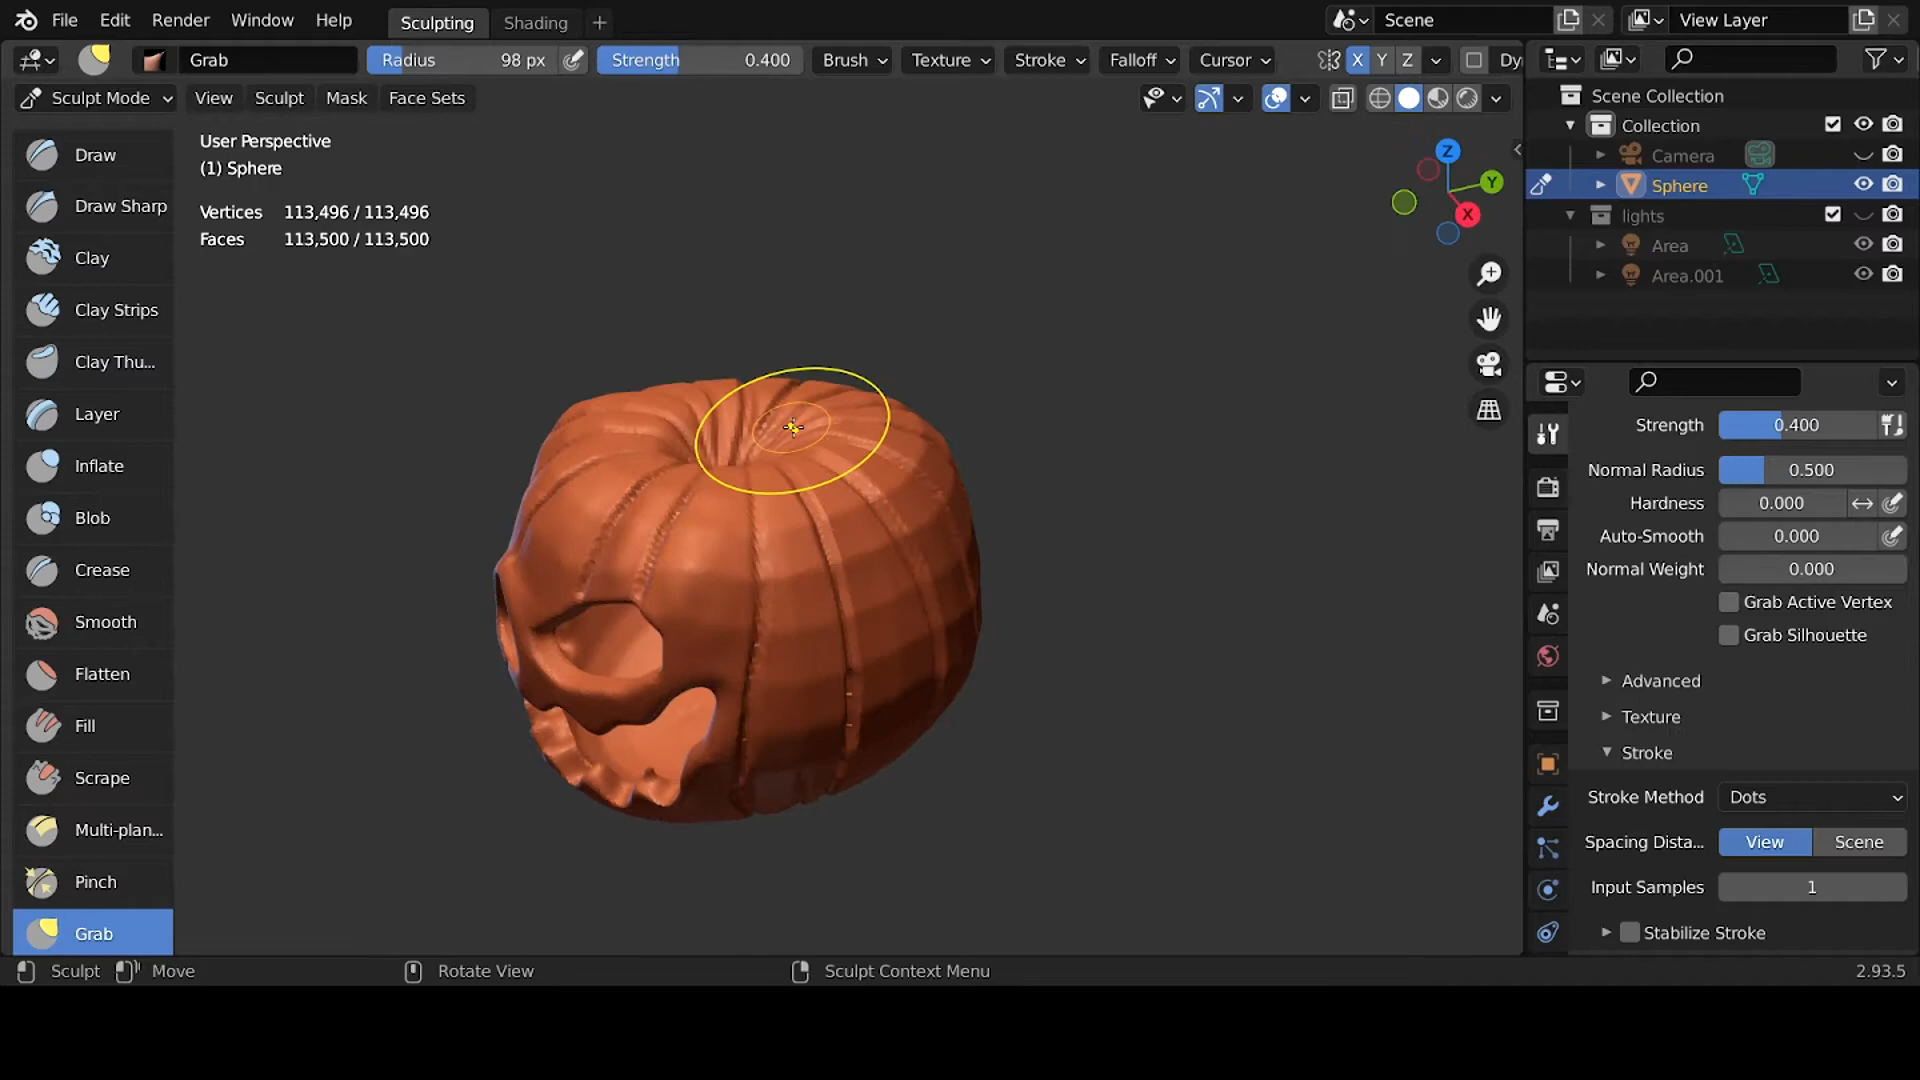 File Edit Render Window Help Sculpting Shading + Scene View Layer
Grab Radius 98 px Strength 0.400 Brush Texture Stroke Falloff Cursor X Y Z Dy
Sculpt Mode View Sculpt Mask Face Sets
User Perspective
(1) Sphere
Vertices 113,496 / 113,496
Faces 113,500 / 113,500
Draw
Draw Sharp
Clay
Clay Strips
Clay Thu...
Layer
Inflate
Blob
Crease
Smooth
Flatten
Fill
Scrape
Multi-plan...
Pinch
Grab
Z
Y
X
Scene Collection
Collection
Camera
Sphere
lights
Area
Area.001
Strength 0.400
Normal Radius 0.500
Hardness 0.000
Auto-Smooth 0.000
Normal Weight 0.000
Grab Active Vertex
Grab Silhouette
Advanced
Texture
Stroke
Stroke Method Dots
Spacing Dista... View Scene
Input Samples 1
Stabilize Stroke
Sculpt Move Rotate View Sculpt Context Menu 2.93.5